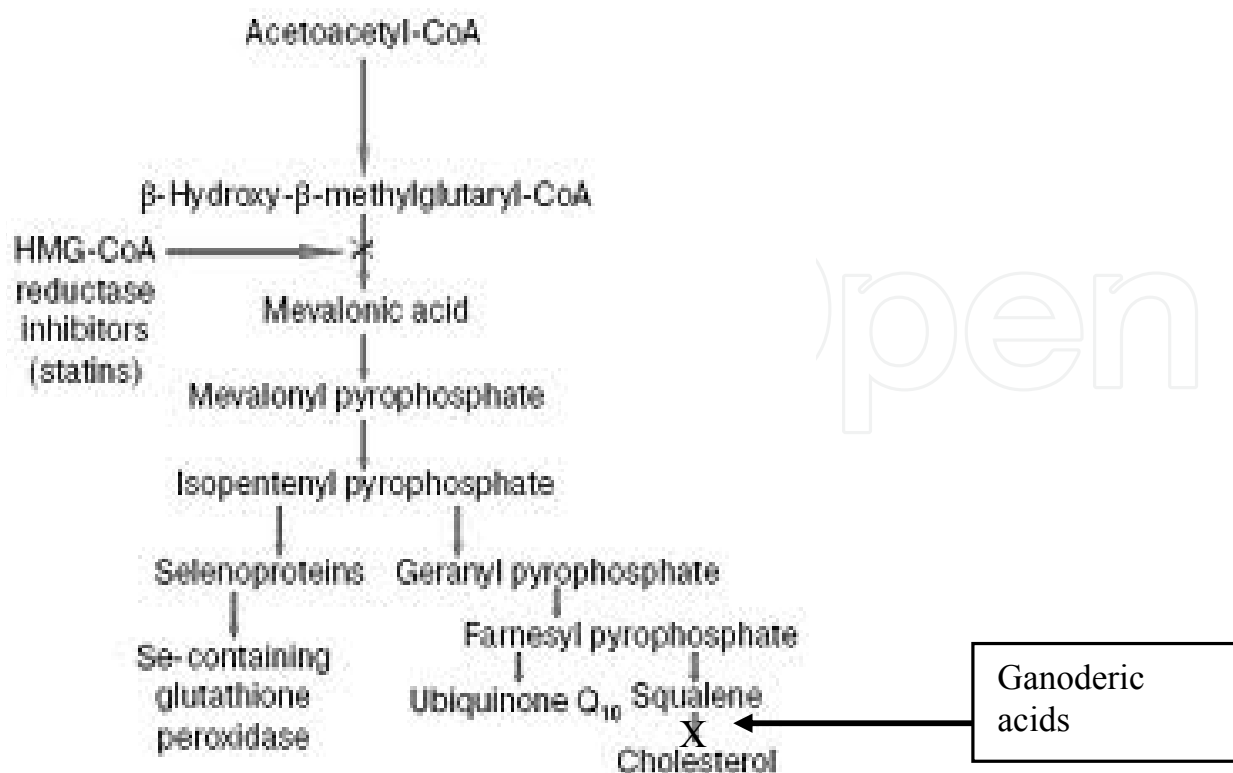 Acetoacetyl-CoA
β-Hydroxy-β-methylglutaryl-CoA
HMG-CoA
reductase
inhibitors
(statins)
X
Mevalonic acid
Mevalonyl pyrophosphate
Isopentenyl pyrophosphate
Selenoproteins
Geranyl pyrophosphate
Se-containing
glutathione
peroxidase
Farnesyl pyrophosphate
Ubiquinone Q10
Squalene
X
Cholesterol
Ganoderic
acids
pen